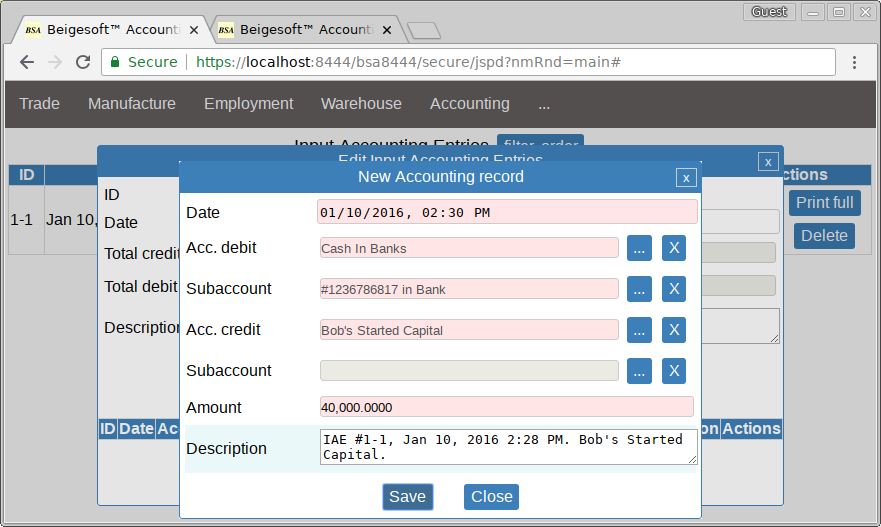 Guest
BSA Beigesoft™ Accounti
BSA Beigesoft™ Accounti
Secure https://localhost:8444/bsa8444/secure/jspd?nmRnd=main#
Trade Manufacture Employment Warehouse Accounting ...
Input Accounting Entries filter-order
Edit Input Accounting Entries x
New Accounting record x
ID ctions
1-1 Jan 10, Print full
Delete
ID
Date
Total credit
Total debit
Description
Date 01/10/2016, 02:30 PM
Acc. debit Cash In Banks ... X
Subaccount #1236786817 in Bank ... X
Acc. credit Bob's Started Capital ... X
Subaccount ... X
Amount 40,000.0000
ID Date Ac on Actions
Description IAE #1-1, Jan 10, 2016 2:28 PM. Bob's Started
Capital.
Save Close